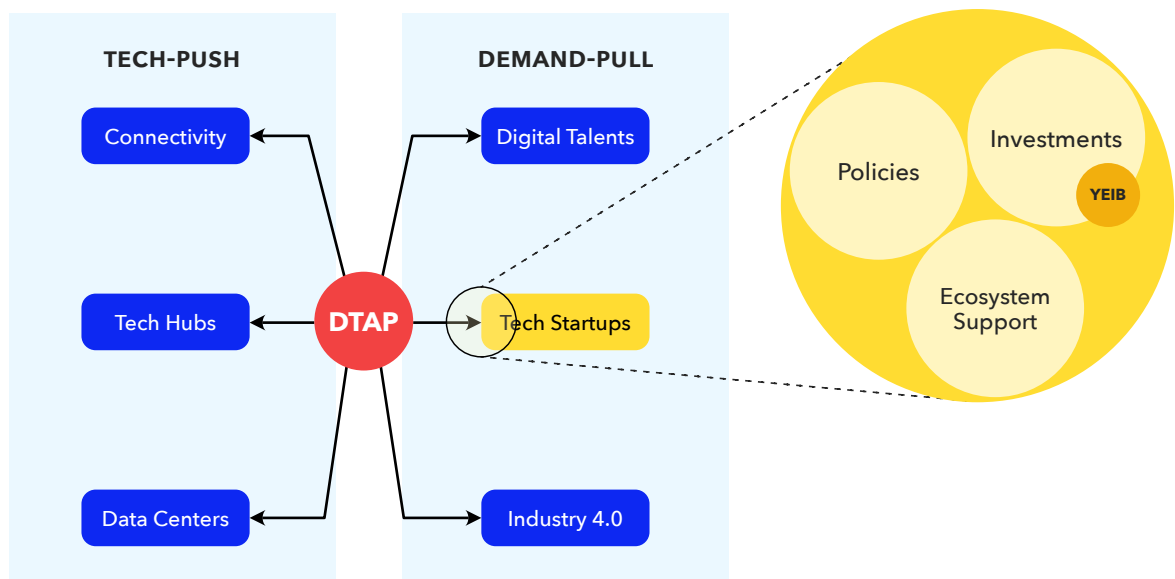 TECH-PUSH
DEMAND-PULL
Connectivity
Digital Talents
Tech Hubs
DTAP
Tech Startups
Data Centers
Industry 4.0
Policies
Investments
YEIB
Ecosystem
Support